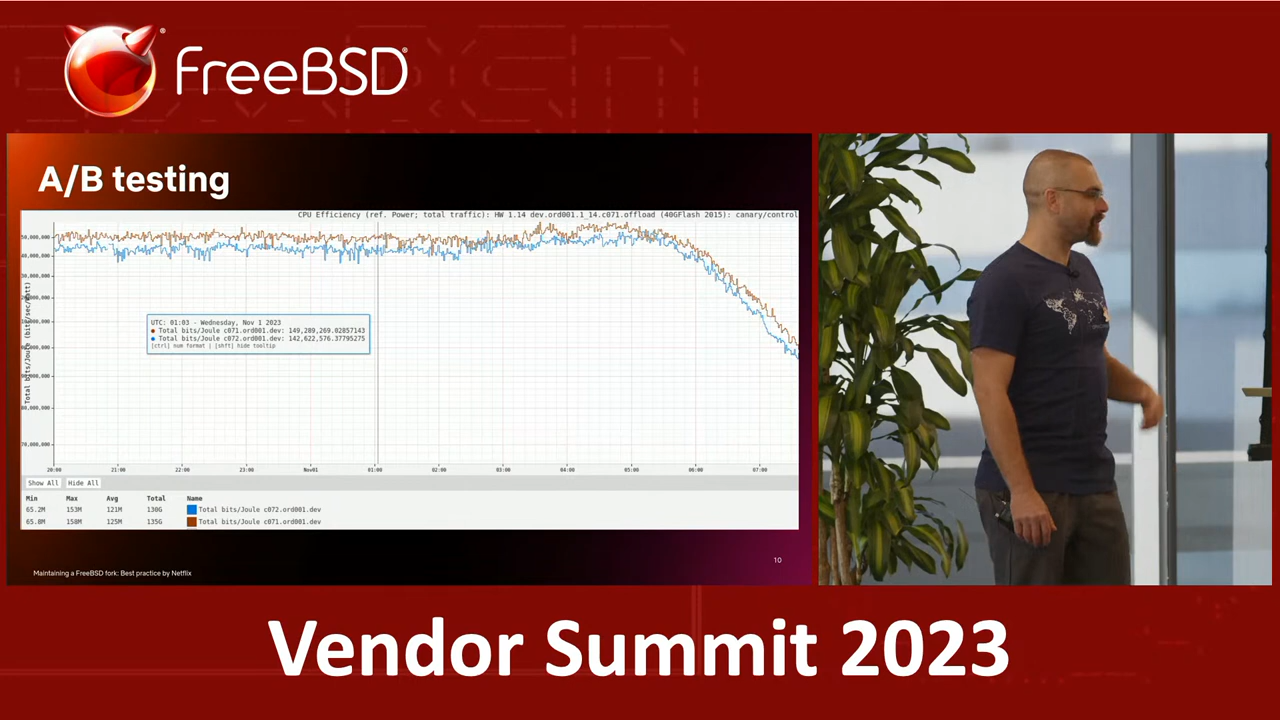 FreeBSD®
A/B testing
CPU Efficiency (ref. Power; total traffic): HW 1.14 dev.ord001.1_14.c071.offload (40GFlash 2015): canary/control
Total bits/Joule (bits/sec/Watt)
UTC: 01:03 - Wednesday, Nov 1 2023
Total bits/Joule c071.ord001.dev: 149,289,269.02857143
Total bits/Joule c072.ord001.dev: 142,622,576.37795275
[ctrl] num format | [shft] hide tooltip
20:00 21:00 22:00 23:00 Nov01 01:00 02:00 03:00 04:00 05:00 06:00 07:00
Show All Hide All
Min Max Avg Total Name
65.2M 153M 121M 130G Total bits/Joule c072.ord001.dev
65.8M 158M 125M 135G Total bits/Joule c071.ord001.dev
10
Maintaining a FreeBSD fork: Best practice by Netflix
Vendor Summit 2023